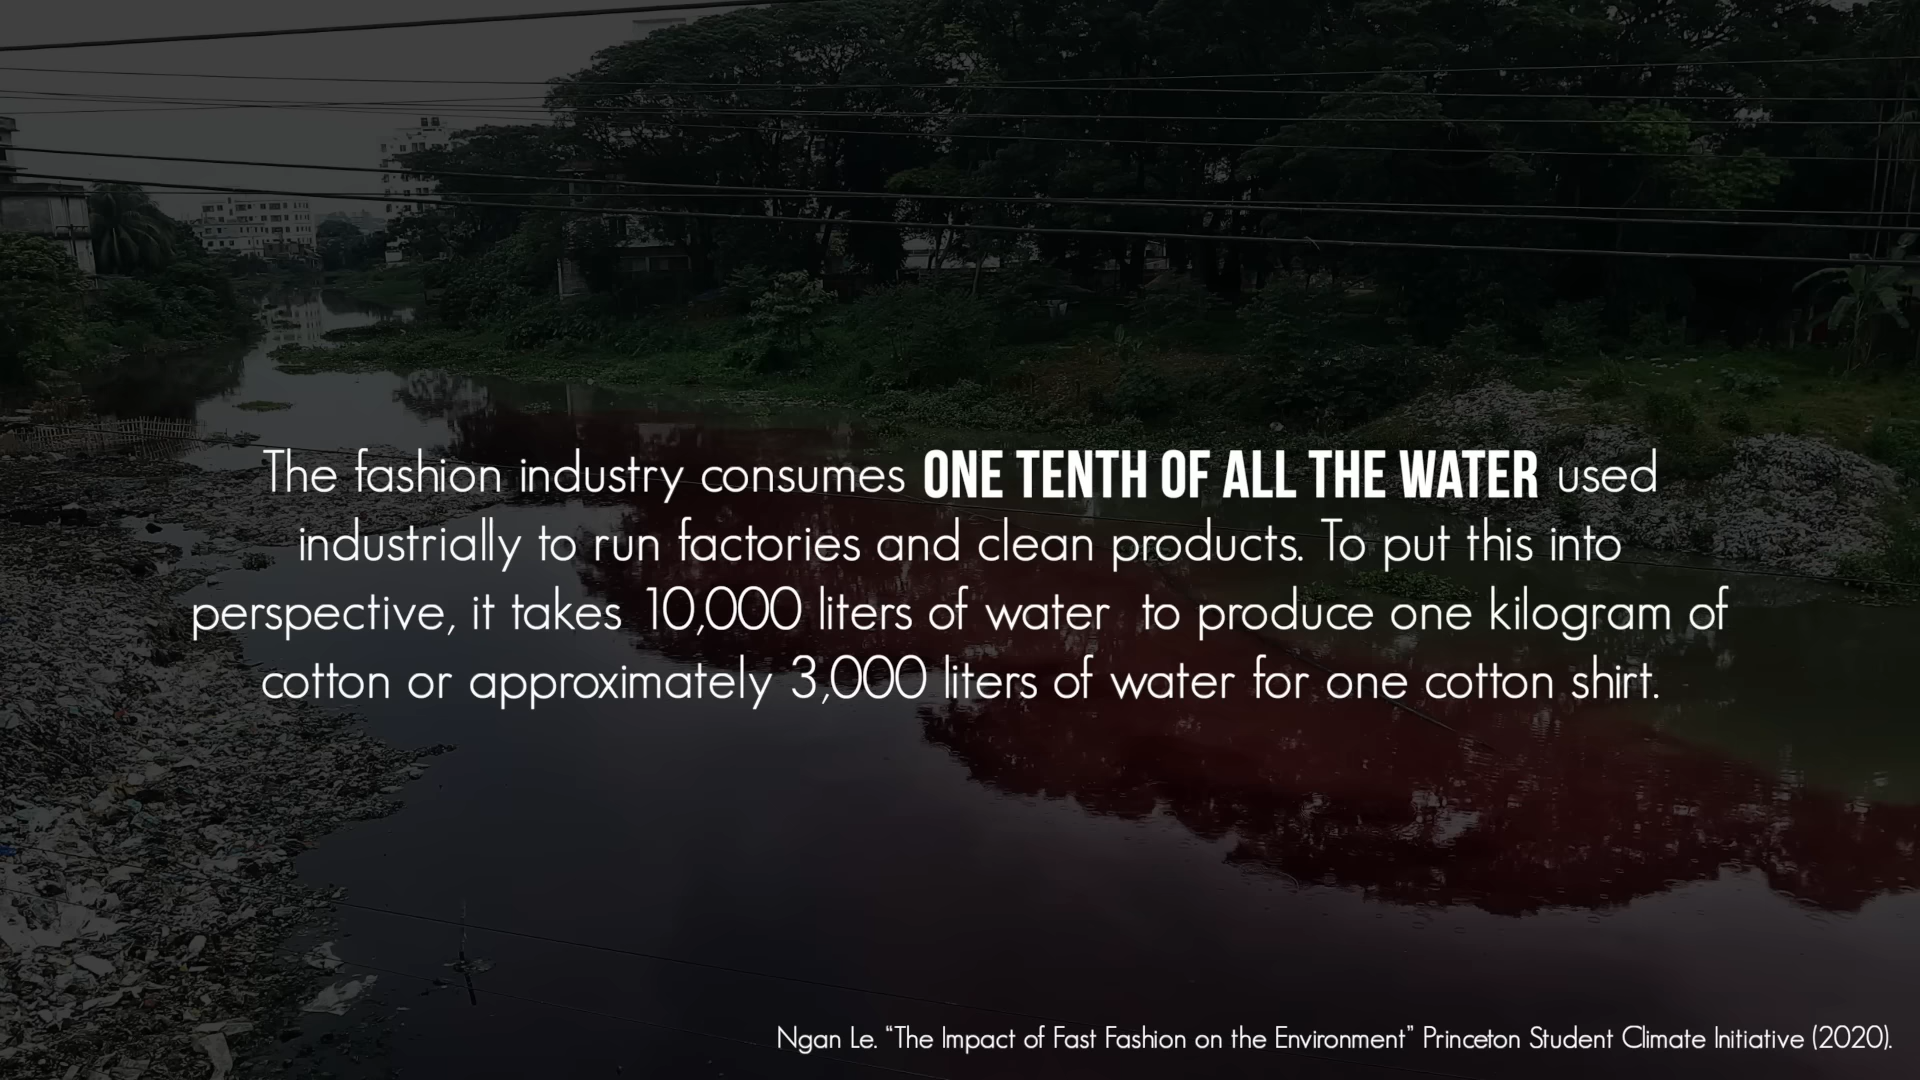 The fashion industry consumes ONE TENTH OF ALL THE WATER used
industrially to run factories and clean products. To put this into
perspective, it takes 10,000 liters of water  to produce one kilogram of
cotton or approximately 3,000 liters of water for one cotton shirt.
Ngan Le. “The Impact of Fast Fashion on the Environment” Princeton Student Climate Initiative (2020).